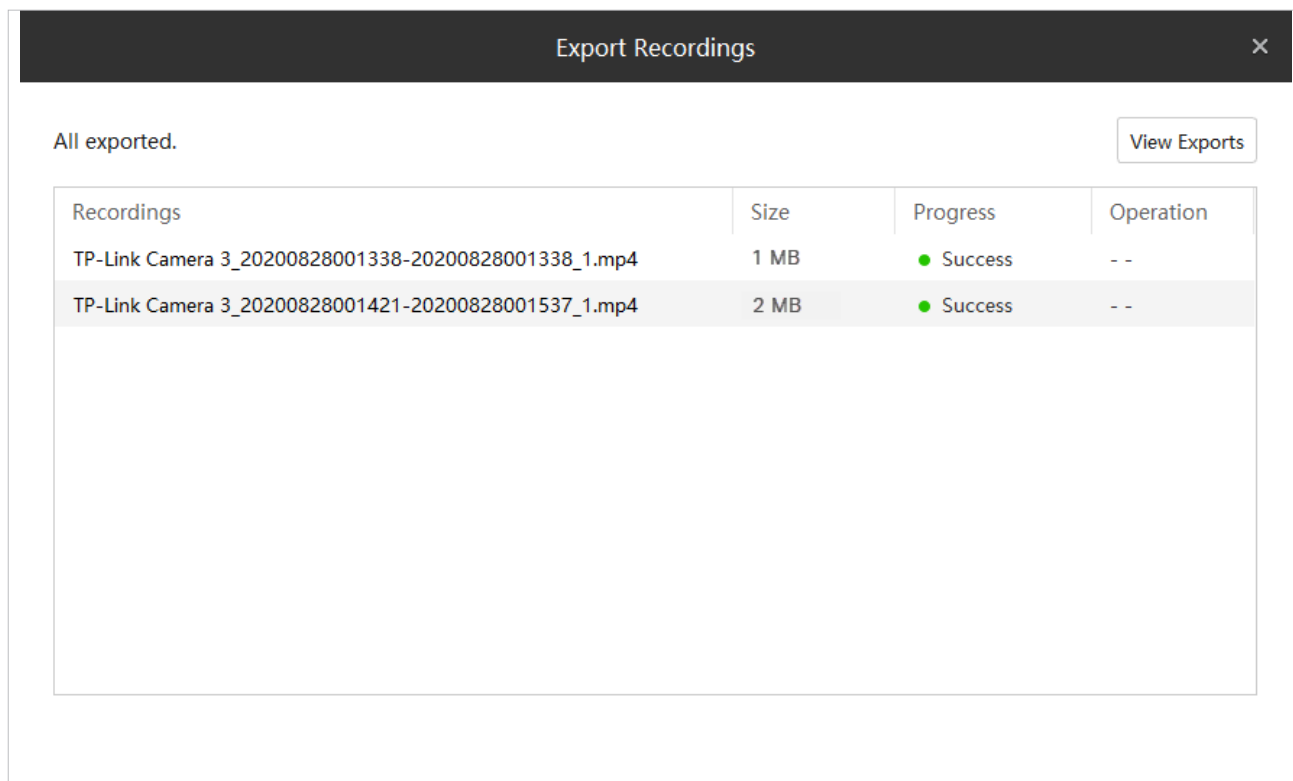 Export Recordings ×
All exported. View Exports
Recordings Size Progress Operation
TP-Link Camera 3_20200828001338-20200828001338_1.mp4 1 MB Success - -
TP-Link Camera 3_20200828001421-20200828001537_1.mp4 2 MB Success - -